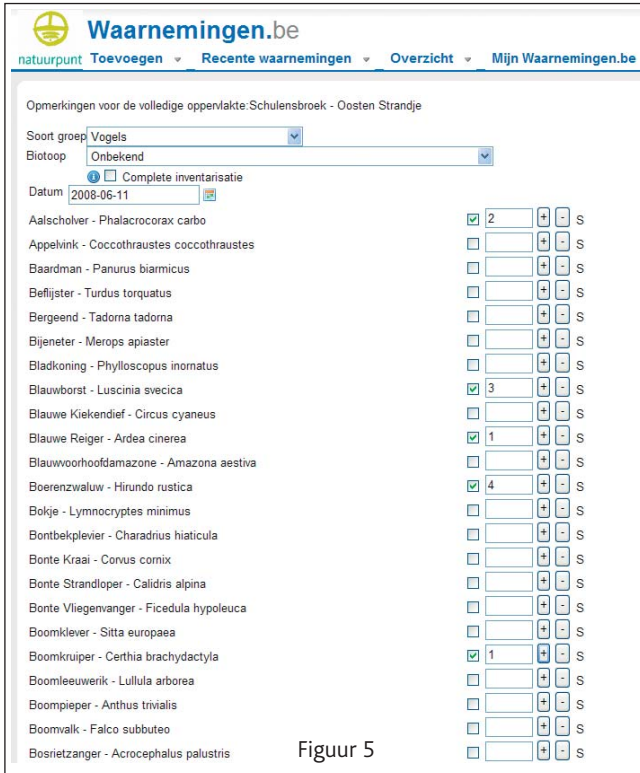 Waarnemingen.be
natuurpunt Toevoegen Recente waarnemingen Overzicht Mijn Waarnemingen.be
Opmerkingen voor de volledige oppervlakte:Schulensbroek - Oosten Strandje
Soort groep Vogels
Biotoop Onbekend
i Complete inventarisatie
Datum 2008-06-11
Aalscholver - Phalacrocorax carbo 2 + - S
Appelvink - Coccothraustes coccothraustes + - S
Baardman - Panurus biarmicus + - S
Beflijster - Turdus torquatus + - S
Bergeend - Tadorna tadorna + - S
Bijeneter - Merops apiaster + - S
Bladkoning - Phylloscopus inornatus + - S
Blauwborst - Luscinia svecica 3 + - S
Blauwe Kiekendief - Circus cyaneus + - S
Blauwe Reiger - Ardea cinerea 1 + - S
Blauwvoorhoofdamazone - Amazona aestiva + - S
Boerenzwaluw - Hirundo rustica 4 + - S
Bokje - Lymnocryptes minimus + - S
Bontbekplevier - Charadrius hiaticula + - S
Bonte Kraai - Corvus cornix + - S
Bonte Strandloper - Calidris alpina + - S
Bonte Vliegenvanger - Ficedula hypoleuca + - S
Boomklever - Sitta europaea + - S
Boomkruiper - Certhia brachydactyla 1 + - S
Boomleeuwerik - Lullula arborea + - S
Boompieper - Anthus trivialis + - S
Boomvalk - Falco subbuteo + - S
Bosrietzanger - Acrocephalus palustris + - S
Figuur 5